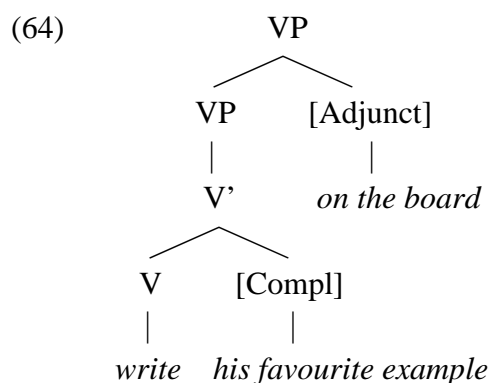 (64) VP
VP [Adjunct]
V’ on the board
V [Compl]
write his favourite example